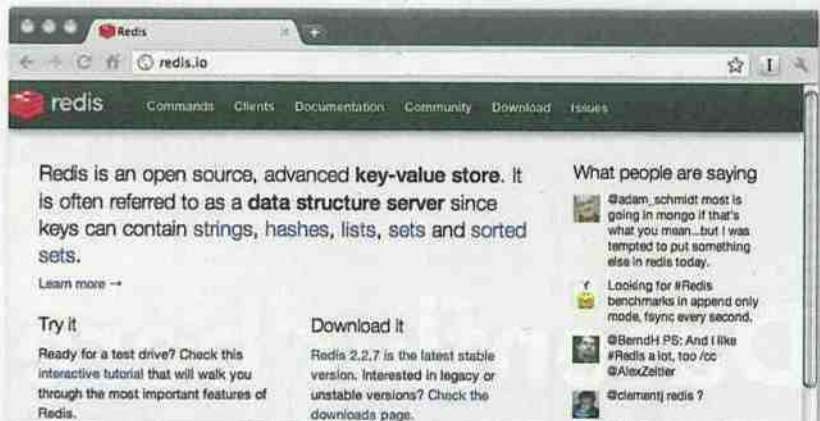 Redis
redis.io
redis
Commands Clients Documentation Community Download Issues
Redis is an open source, advanced key-value store. It
is often referred to as a data structure server since
keys can contain strings, hashes, lists, sets and sorted
sets.
Learn more →
Try it
Ready for a test drive? Check this
interactive tutorial that will walk you
through the most important features of
Redis.
Download it
Redis 2.2.7 is the latest stable
version. Interested in legacy or
unstable versions? Check the
downloads page.
What people are saying
@adam_schmidt most is
going in mongo if that's
what you mean...but I was
tempted to put something
else in redis today.
Looking for #Redis
benchmarks in append only
mode, fsync every second.
@BerndH PS: And I like
#Redis a lot, too /cc
@AlexZeitler
@clementj redis ?